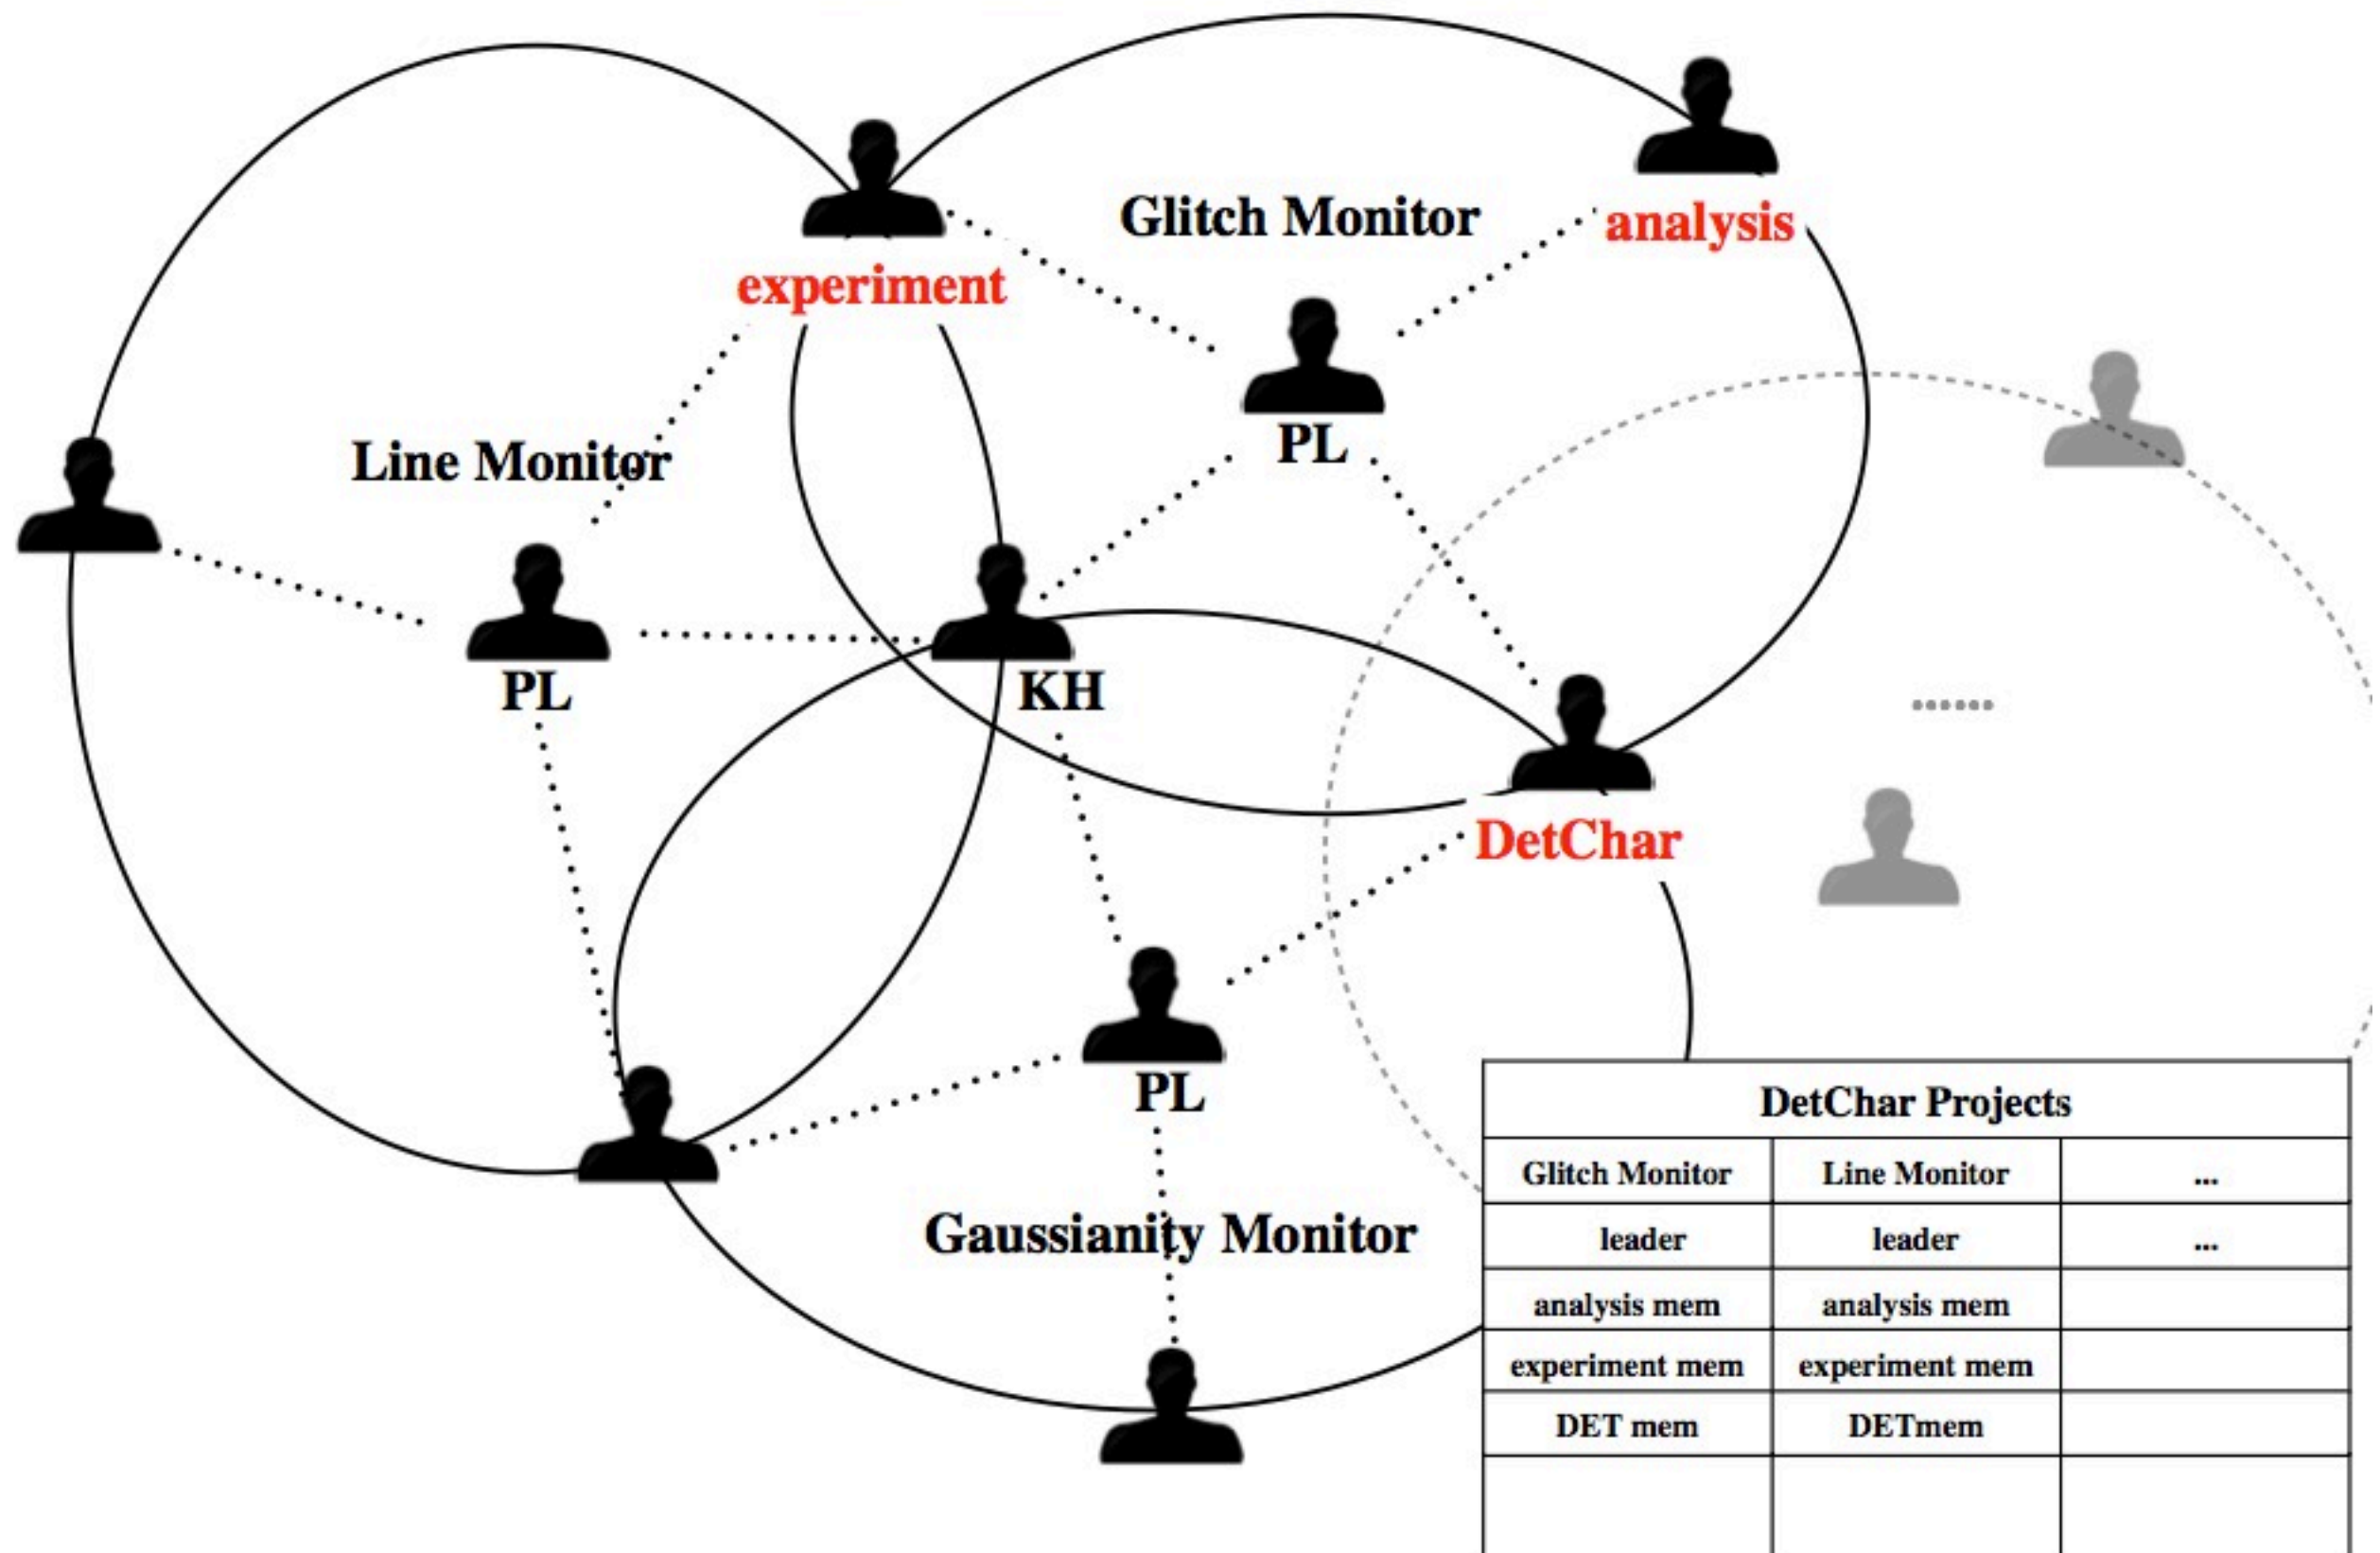 Glitch Monitor
analysis
experiment
PL
Line Monitor
PL
KH
DetChar
PL
Gaussianity Monitor
DetChar Projects
Glitch Monitor Line Monitor ...
leader leader ...
analysis mem analysis mem
experiment mem experiment mem
DET mem DETmem